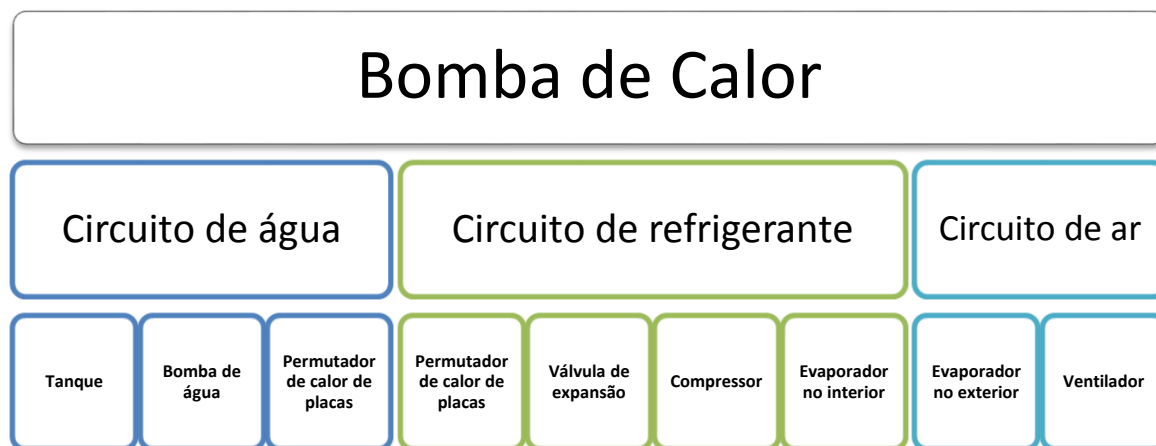 Bomba de Calor
Circuito de água
Circuito de refrigerante
Circuito de ar
Tanque
Bomba de
água
Permutador
de calor de
placas
Permutador
de calor de
placas
Válvula de
expansão
Compressor
Evaporador
no interior
Evaporador
no exterior
Ventilador